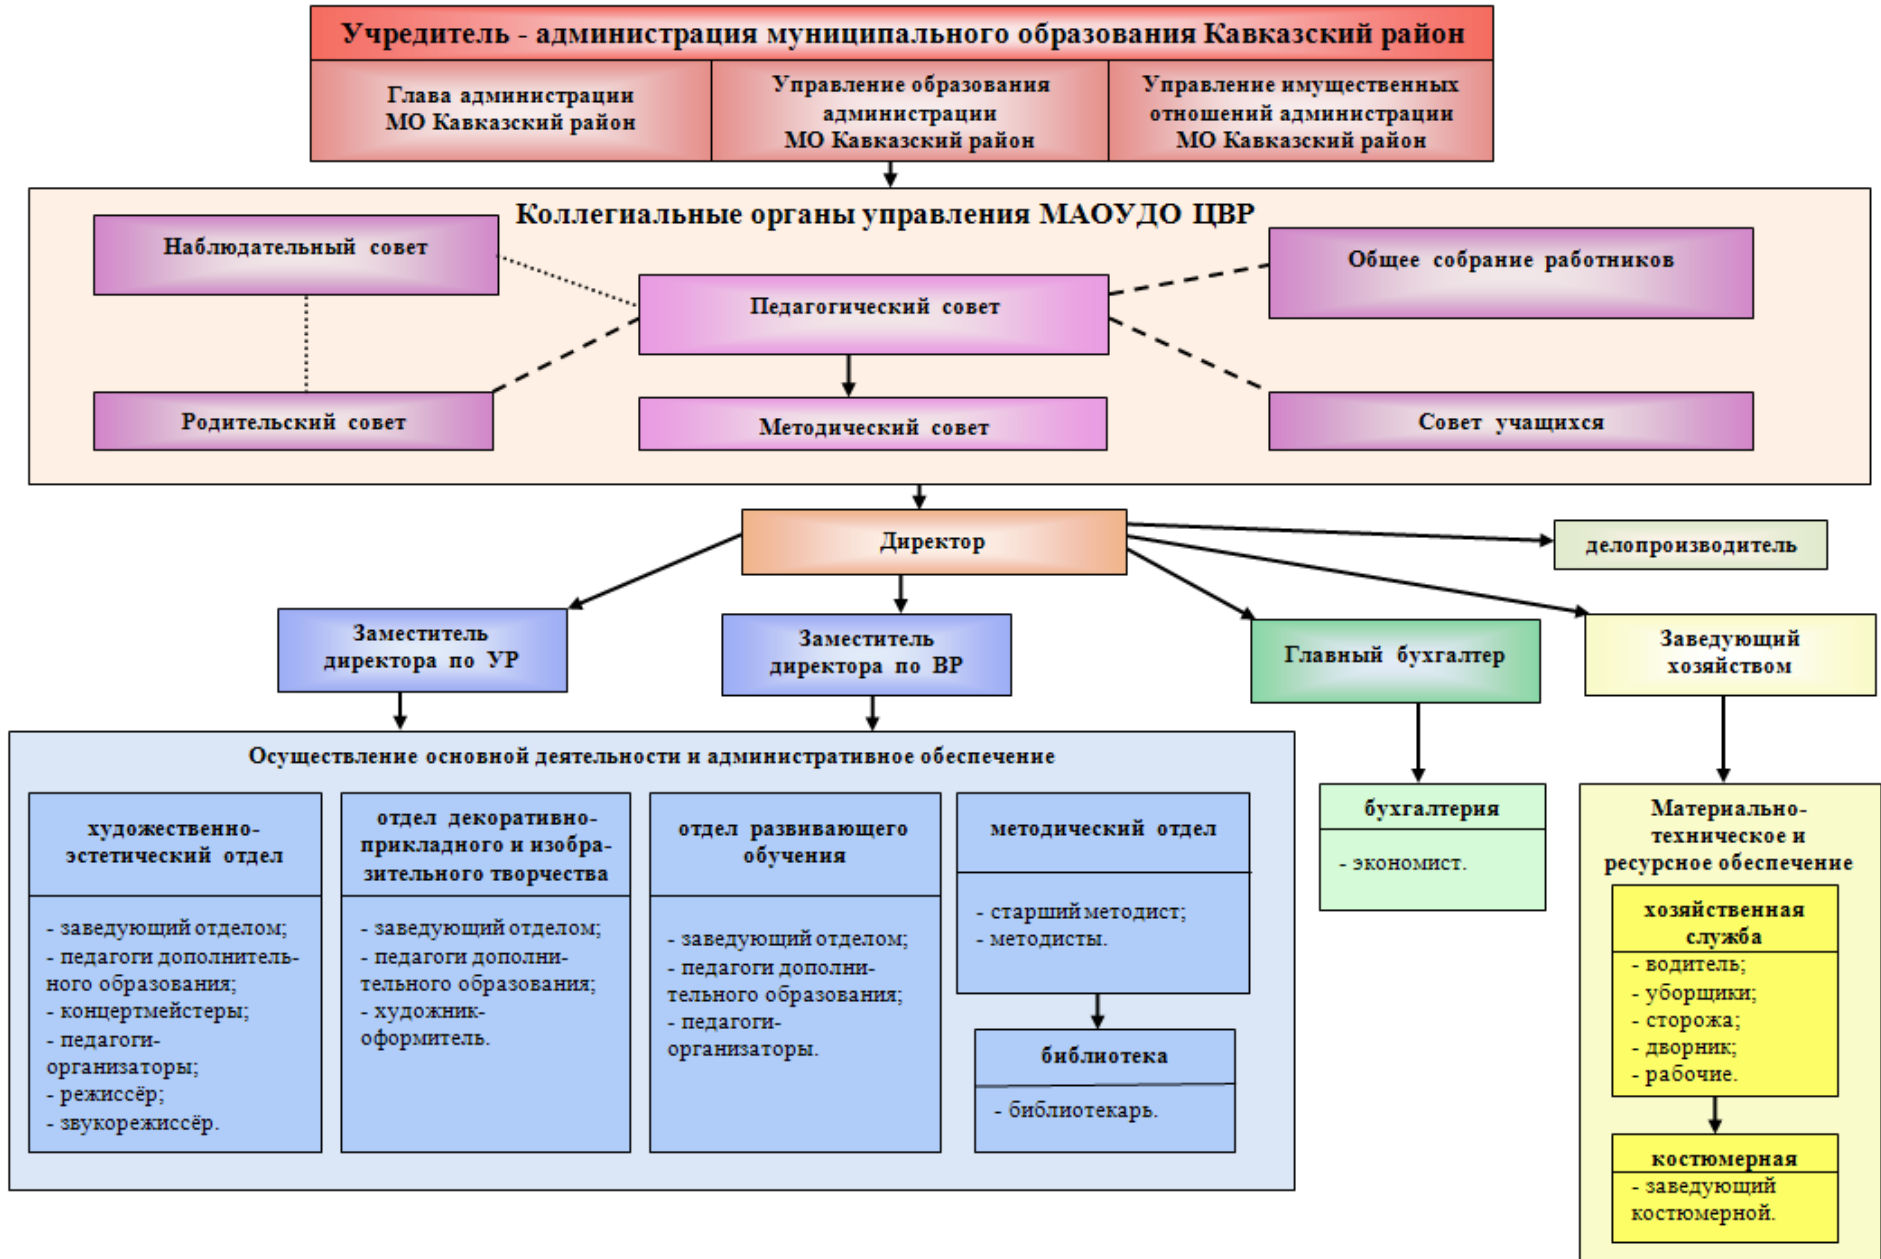 Учредитель - администрация муниципального образования Кавказский район
Глава администрации
МО Кавказский район
Управление образования
администрации
МО Кавказский район
Управление имущественных
отношений администрации
МО Кавказский район
Коллегиальные органы управления МАОУДО ЦВР
Наблюдательный совет
Общее собрание работников
Педагогический совет
Родительский совет
Методический совет
Совет учащихся
Директор
делопроизводитель
Заместитель
директора по УР
Заместитель
директора по ВР
Главный бухгалтер
Заведующий
хозяйством
Осуществление основной деятельности и административное обеспечение
художественно-
эстетический отдел
- заведующий отделом;
- педагоги дополнитель-
ного образования;
- концертмейстеры;
- педагоги-
организаторы;
- режиссёр;
- звукорежиссёр.
отдел декоративно-
прикладного и изобра-
зительного творчества
- заведующий отделом;
- педагоги дополни-
тельного образования;
- художник-
оформитель.
отдел развивающего
обучения
- заведующий отделом;
- педагоги дополни-
тельного образования;
- педагоги-
организаторы.
методический отдел
- старший методист;
- методисты.
библиотека
- библиотекарь.
бухгалтерия
- экономист.
Материально-
техническое и
ресурсное обеспечение
хозяйственная
служба
- водитель;
- уборщики;
- сторожа;
- дворник;
- рабочие.
костюмерная
- заведующий
костюмерной.